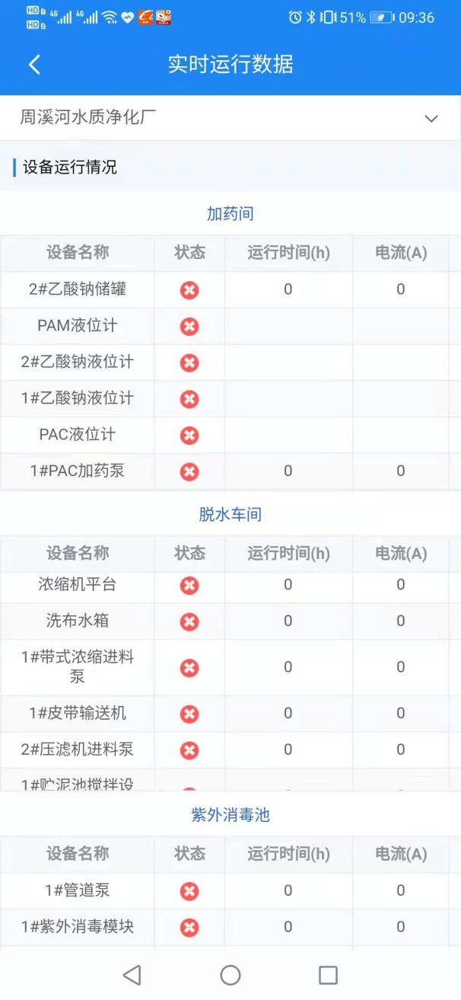 HD 1 4G 4G 51% 09:36
HD 2
实时运行数据
周溪河水质净化厂
设备运行情况
加药间
设备名称 状态 运行时间(h) 电流(A)
2#乙酸钠储罐 0 0
PAM液位计
2#乙酸钠液位计
1#乙酸钠液位计
PAC液位计
1#PAC加药泵 0 0
脱水车间
设备名称 状态 运行时间(h) 电流(A)
浓缩机平台 0 0
洗布水箱 0 0
1#带式浓缩进料
泵 0 0
1#皮带输送机 0 0
2#压滤机进料泵 0 0
1#贮泥池搅拌设
紫外消毒池
设备名称 状态 运行时间(h) 电流(A)
1#管道泵 0 0
1#紫外消毒模块 0 0